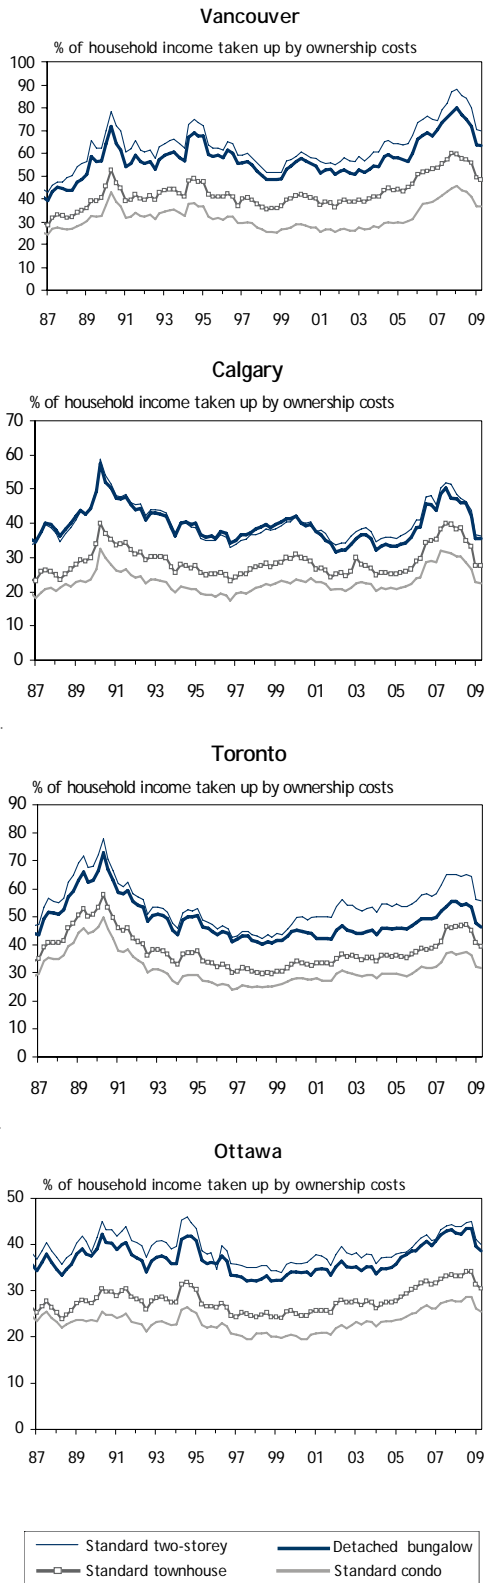 Vancouver
% of household income taken up by ownership costs
100
90
80
70
60
50
40
30
20
10
0
87 89 91 93 95 97 99 01 03 05 07 09
Calgary
% of household income taken up by ownership costs
70
60
50
40
30
20
10
0
87 89 91 93 95 97 99 01 03 05 07 09
Toronto
% of household income taken up by ownership costs
90
80
70
60
50
40
30
20
10
0
87 89 91 93 95 97 99 01 03 05 07 09
Ottawa
% of household income taken up by ownership costs
50
40
30
20
10
0
87 89 91 93 95 97 99 01 03 05 07 09
Standard two-storey Detached bungalow
Standard townhouse Standard condo